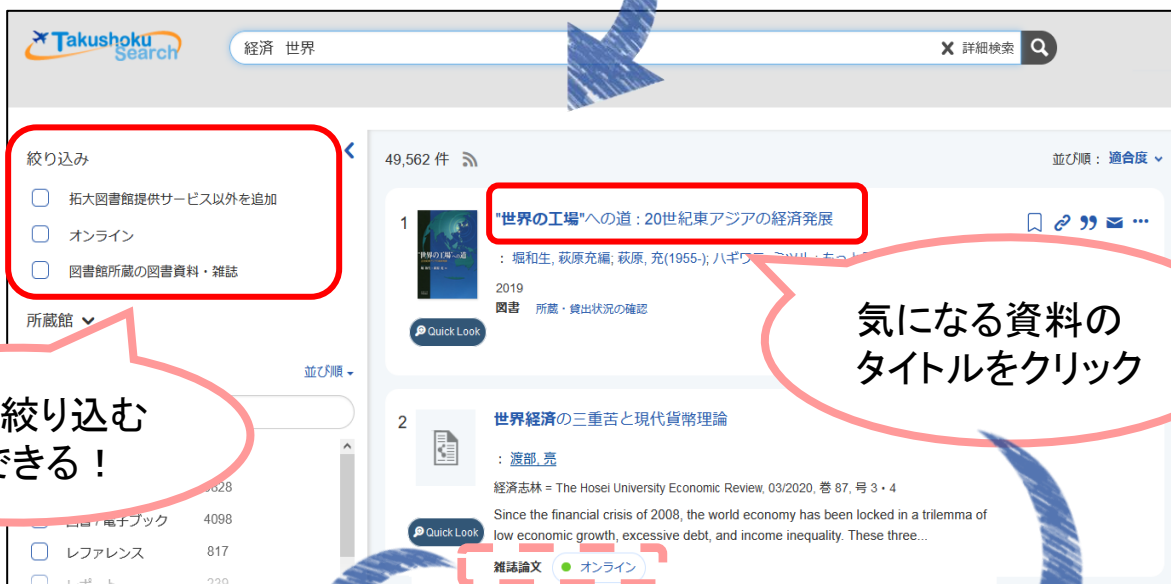 Takushoku
Search
経済 世界
詳細検索
絞り込み
拓大図書館提供サービス以外を追加
オンライン
図書館所蔵の図書資料・雑誌
所蔵館
並び順
絞り込む
できる！
図書 / 電子ブック 4098
レファレンス 817
レポート 239
49,562 件
並び順： 適合度
1
"世界の工場"への道 : 20世紀東アジアの経済発展
： 堀和生, 萩原充編; 萩原, 充(1955-); ハギワラ
2019
図書 所蔵・貸出状況の確認
Quick Look
気になる資料の
タイトルをクリック
2
世界経済の三重苦と現代貨幣理論
： 渡部, 亮
経済志林 = The Hosei University Economic Review, 03/2020, 巻 87, 号 3・4
Since the financial crisis of 2008, the world economy has been locked in a trilemma of
low economic growth, excessive debt, and income inequality. These three...
Quick Look
雑誌論文 オンライン